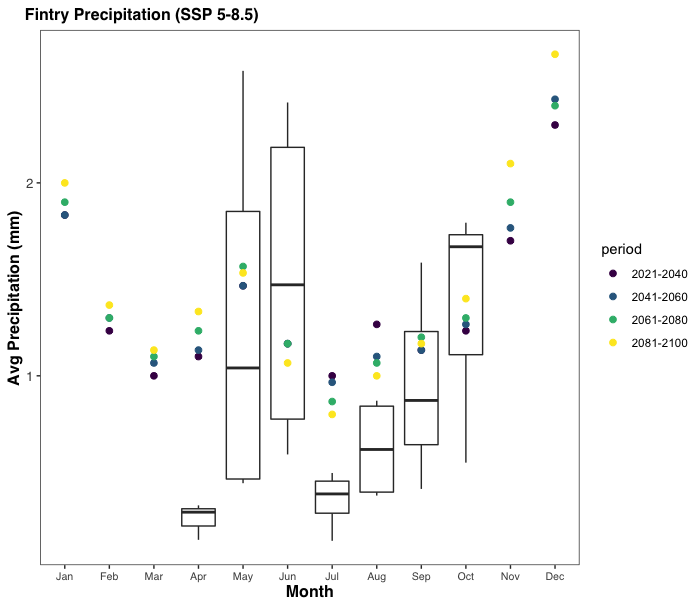 Fintry Precipitation (SSP 5-8.5)
Avg Precipitation (mm)
2
1
Jan Feb Mar Apr May Jun Jul Aug Sep Oct Nov Dec
Month
period
2021-2040
2041-2060
2061-2080
2081-2100